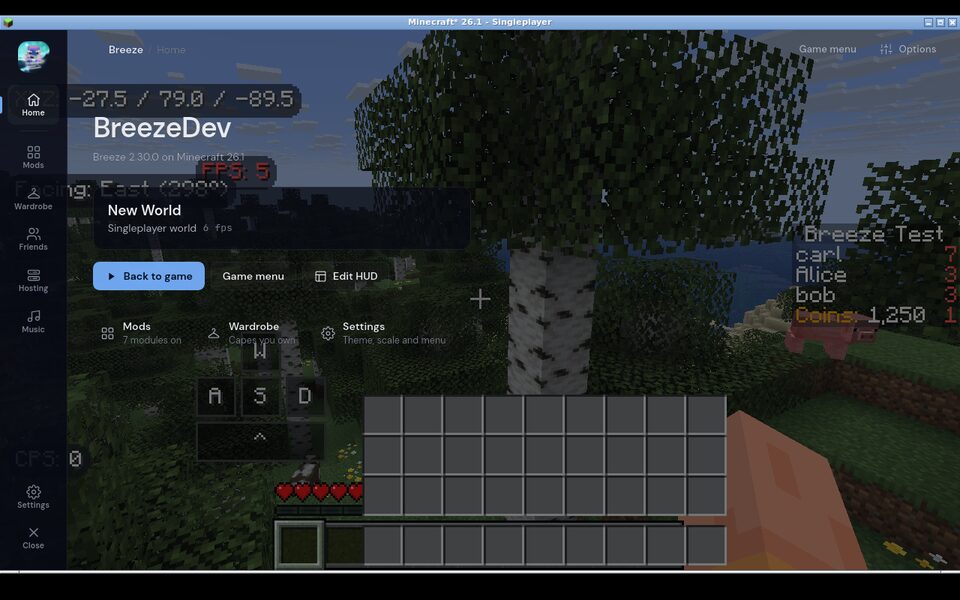 Minecraft* 26.1 - Singleplayer
Breeze / Home
Game menu
Options
Home
-27.5 / 79.0 / -89.5
BreezeDev
Breeze 2.30.0 on Minecraft 26.1
FPS: 5
Mods
Facing: East (298°)
New World
Wardrobe
Singleplayer world 6 fps
Friends
Breeze Test
carl 7
Alice 3
bob 3
Coins: 1,250 1
Back to game
Game menu
Edit HUD
Hosting
Music
Mods
7 modules on
Wardrobe
Capes you own
Settings
Theme, scale and menu
W
A
S
D
^
CPS: 0
Settings
Close